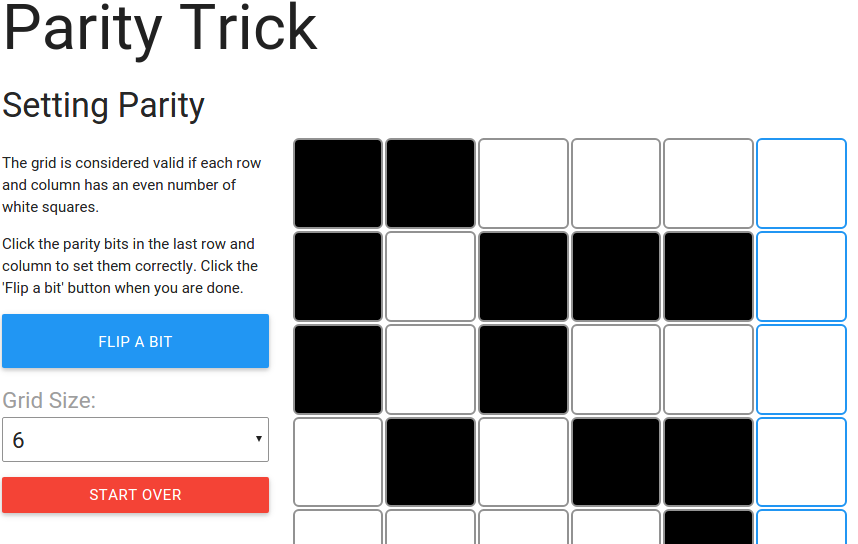 Parity Trick
Setting Parity
The grid is considered valid if each row
and column has an even number of
white squares.
Click the parity bits in the last row and
column to set them correctly. Click the
'Flip a bit' button when you are done.
FLIP A BIT
Grid Size:
6
START OVER